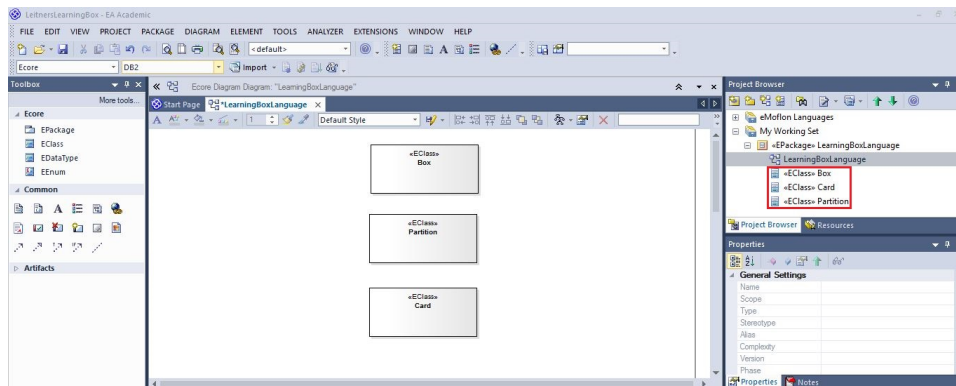 LeitnersLearningBox - EA Academic
FILE EDIT VIEW PROJECT PACKAGE DIAGRAM ELEMENT TOOLS ANALYZER EXTENSIONS WINDOW HELP
<default>
Ecore DB2 Import
Toolbox
More tools...
Ecore
EPackage
EClass
EDataType
EEnum
Common
Artifacts
Ecore Diagram Diagram: "LearningBoxLanguage"
Start Page *LearningBoxLanguage
1 Default Style
«EClass»
Box
«EClass»
Partition
«EClass»
Card
Project Browser
eMoflon Languages
My Working Set
«EPackage» LearningBoxLanguage
LearningBoxLanguage
«EClass» Box
«EClass» Card
«EClass» Partition
Project Browser Resources
Properties
General Settings
Name
Scope
Type
Stereotype
Alias
Complexity
Version
Phase
Properties Notes